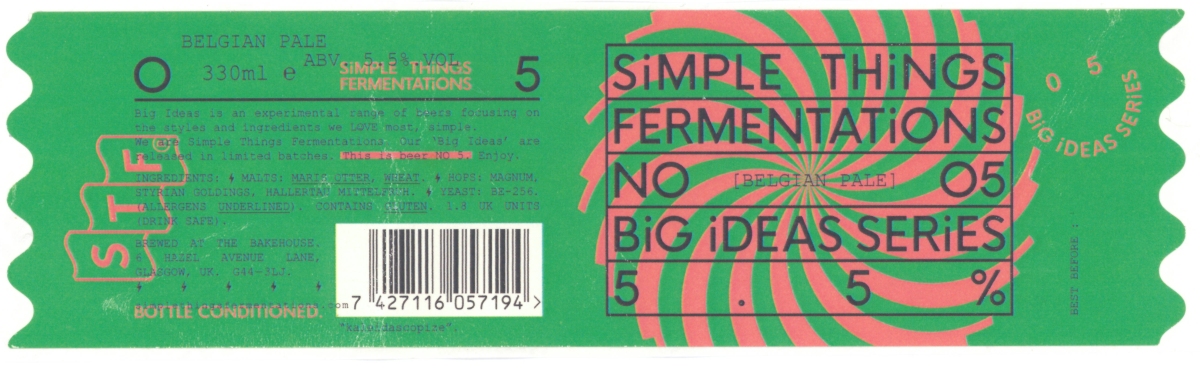 BELGIAN PALE
ABV. 5.5% VOL
330ml e
O 5
SiMPLE THiNGS
FERMENTATiONS
Big Ideas is an experimental range of beers focusing on
the styles and ingredients we LOVE most, simple.
We are Simple Things Fermentations. Our 'Big Ideas' are
released in limited batches. This is beer NO 5. Enjoy.
INGREDIENTS: MALTS: MARIS OTTER, WHEAT. HOPS: MAGNUM,
STYRIAN GOLDINGS, HALLERTAU MITTELFRUH. YEAST: BE-256.
(ALLERGENS UNDERLINED). CONTAINS GLUTEN. 1.8 UK UNITS
(DRINK SAFE).
BREWED AT THE BAKEHOUSE.
6 HAZEL AVENUE LANE,
GLASGOW, UK. G44-3LJ.
BOTTLE CONDITIONED.
7 427116 057194 >
"kaleidascopize".
STF
SiMPLE THiNGS
FERMENTATiONS
NO [BELGIAN PALE] O5
BiG iDEAS SERiES
5 . 5 %
O 5
BiG iDEAS SERiES
BEST BEFORE :